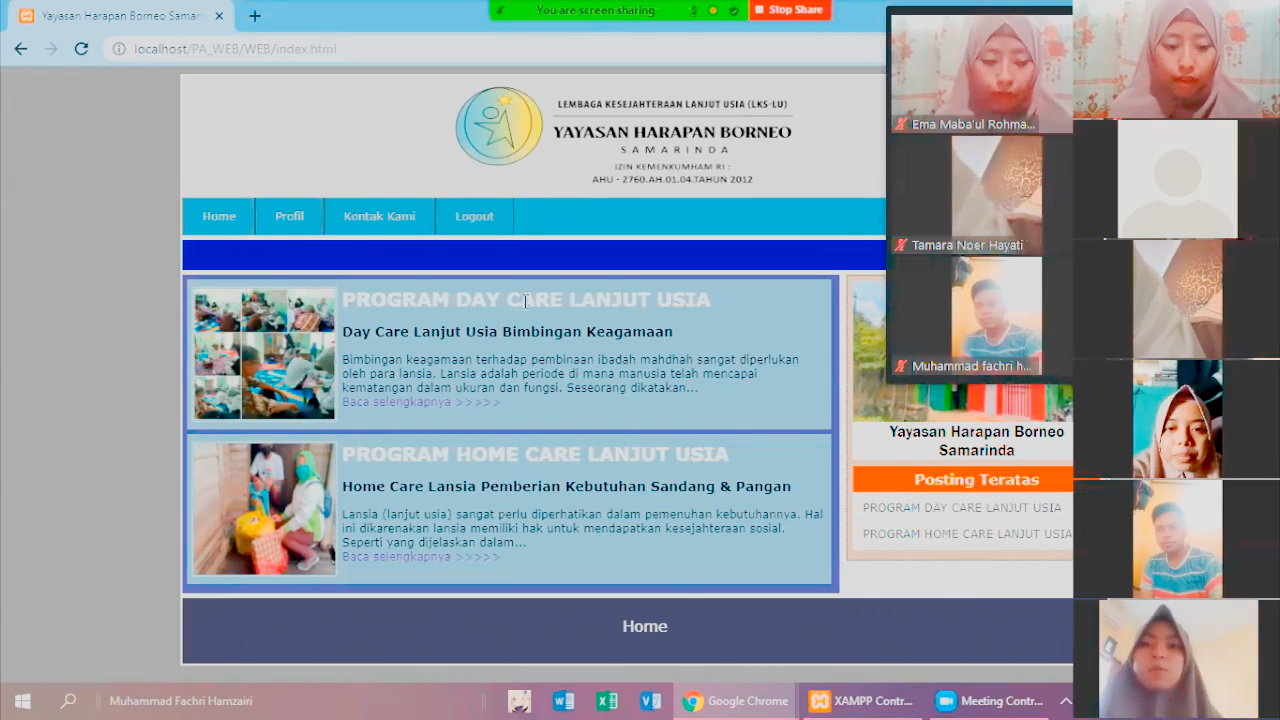 Yayasan Harapan Borneo Samar
You are screen sharing
Stop Share
localhost/PA_WEB/WEB/index.html
LEMBAGA KESEJAHTERAAN LANJUT USIA (LKS-LU)
YAYASAN HARAPAN BORNEO
SAMARINDA
IZIN KEMENKUMHAM RI :
AHU - 2760.AH.01.04.TAHUN 2012
Home
Profil
Kontak Kami
Logout
PROGRAM DAY CARE LANJUT USIA
Day Care Lanjut Usia Bimbingan Keagamaan
Bimbingan keagamaan terhadap pembinaan ibadah mahdhah sangat diperlukan
oleh para lansia. Lansia adalah periode di mana manusia telah mencapai
kematangan dalam ukuran dan fungsi. Seseorang dikatakan...
Baca selengkapnya >>>>>
PROGRAM HOME CARE LANJUT USIA
Home Care Lansia Pemberian Kebutuhan Sandang & Pangan
Lansia (lanjut usia) sangat perlu diperhatikan dalam pemenuhan kebutuhannya. Hal
ini dikarenakan lansia memiliki hak untuk mendapatkan kesejahteraan sosial.
Seperti yang dijelaskan dalam...
Baca selengkapnya >>>>>
Yayasan Harapan Borneo
Samarinda
Posting Teratas
PROGRAM DAY CARE LANJUT USIA
PROGRAM HOME CARE LANJUT USIA
Home
Ema Maba'ul Rohma...
Tamara Noer Hayati
Muhammad fachri h...
Muhammad Fachri Hamzairi
Google Chrome
XAMPP Contr...
Meeting Contr...